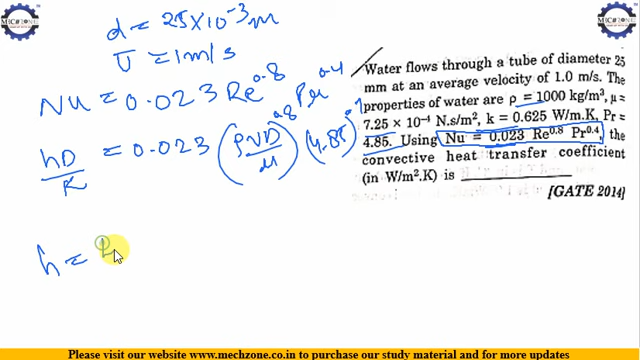 MECHZONE
d = 25 × 10⁻³ m
V = 1 m/s
Nu = 0.023 Re^0.8 Pr^0.4
hD/K = 0.023 (ρVD/μ)^0.8 (4.85)
h =
MECHZONE
Water flows through a tube of diameter 25
mm at an average velocity of 1.0 m/s. The
properties of water are ρ = 1000 kg/m³, μ =
7.25 × 10⁻⁴ N.s/m², k = 0.625 W/m.K, Pr =
4.85. Using Nu = 0.023 Re^0.8 Pr^0.4, the
convective heat transfer coefficient
(in W/m².K) is ____________
[GATE 2014]
Please visit our website www.mechzone.co.in to purchase our study material and for more updates